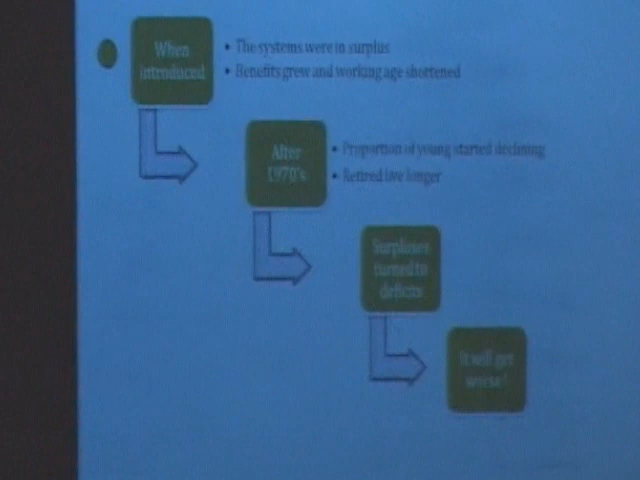 When
introduced
• The systems were in surplus
• Benefits grew and working age shortened
After
1970's
• Proportion of young started declining
• Retired live longer
Surpluses
turned to
deficits
It will get
worse!